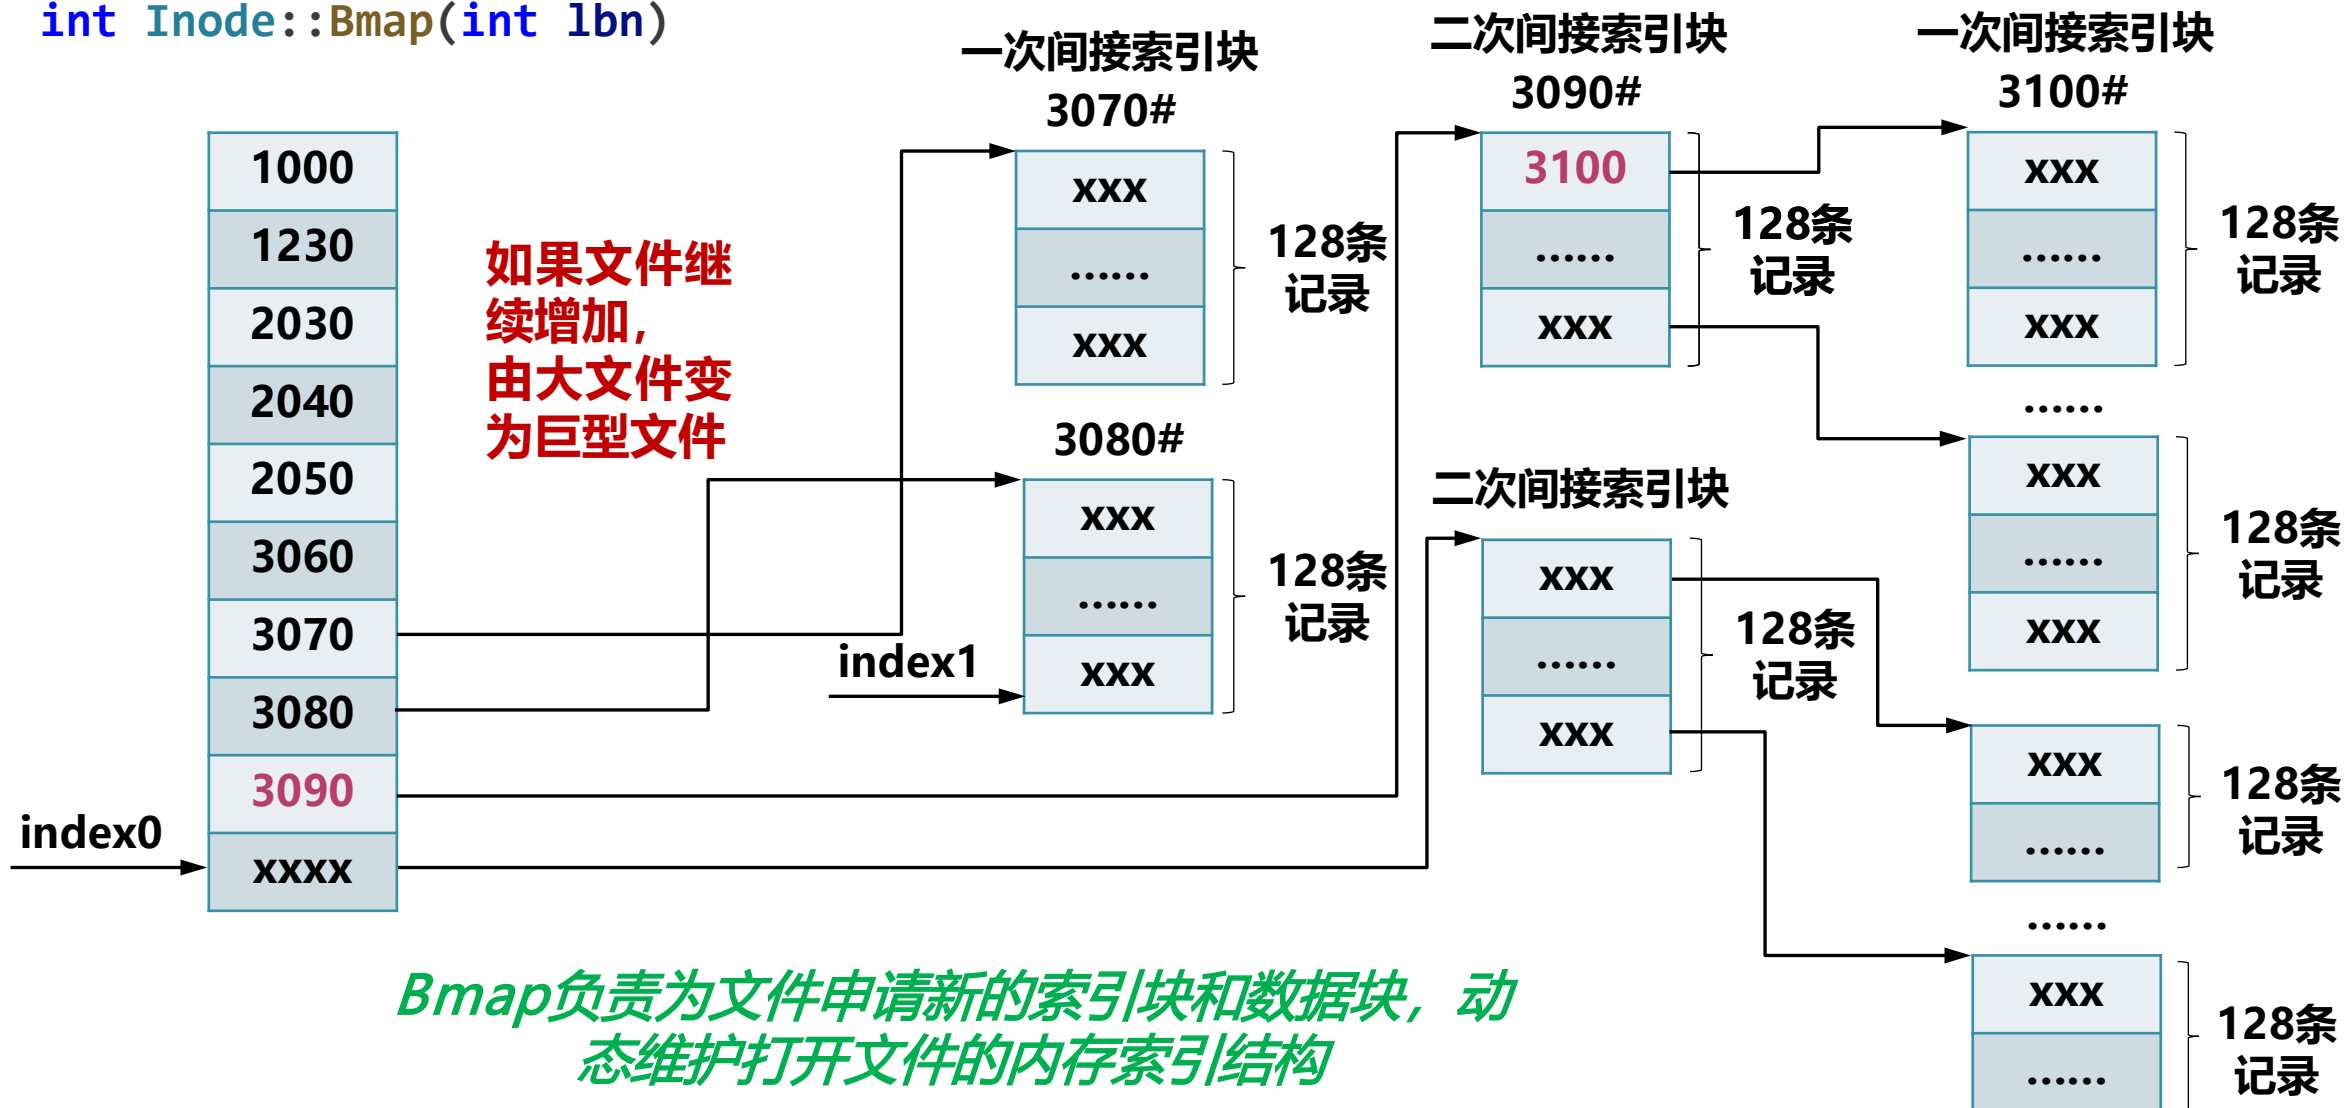 int Inode::Bmap(int lbn)
1000
1230
2030
2040
2050
3060
3070
3080
3090
xxxx
index0
如果文件继
续增加，
由大文件变
为巨型文件
一次间接索引块
3070#
xxx
……
xxx
128条
记录
3080#
xxx
……
xxx
index1
128条
记录
二次间接索引块
3090#
3100
……
xxx
128条
记录
二次间接索引块
xxx
……
xxx
128条
记录
一次间接索引块
3100#
xxx
……
xxx
128条
记录
……
xxx
……
xxx
128条
记录
xxx
……
128条
记录
……
xxx
……
128条
记录
Bmap负责为文件申请新的索引块和数据块，动
态维护打开文件的内存索引结构